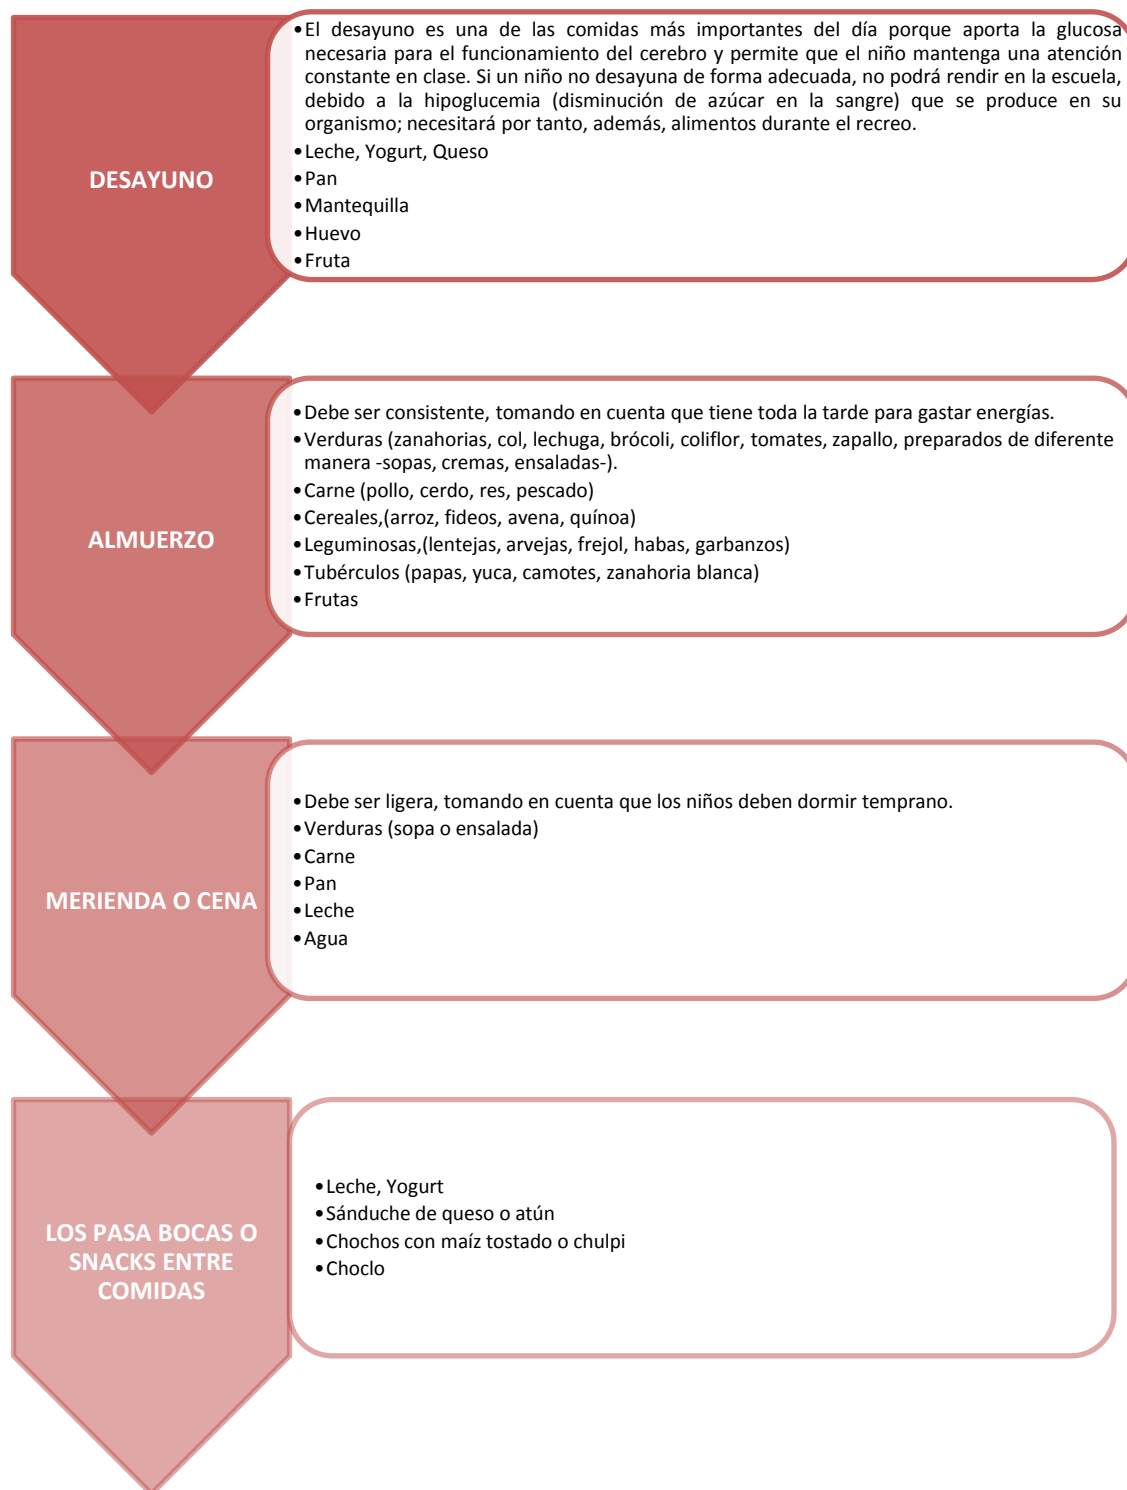 DESAYUNO
•El desayuno es una de las comidas más importantes del día porque aporta la glucosa
necesaria para el funcionamiento del cerebro y permite que el niño mantenga una atención
constante en clase. Si un niño no desayuna de forma adecuada, no podrá rendir en la escuela,
debido a la hipoglucemia (disminución de azúcar en la sangre) que se produce en su
organismo; necesitará por tanto, además, alimentos durante el recreo.
•Leche, Yogurt, Queso
•Pan
•Mantequilla
•Huevo
•Fruta
ALMUERZO
•Debe ser consistente, tomando en cuenta que tiene toda la tarde para gastar energías.
•Verduras (zanahorias, col, lechuga, brócoli, coliflor, tomates, zapallo, preparados de diferente
manera -sopas, cremas, ensaladas-).
•Carne (pollo, cerdo, res, pescado)
•Cereales,(arroz, fideos, avena, quínoa)
•Leguminosas,(lentejas, arvejas, frejol, habas, garbanzos)
•Tubérculos (papas, yuca, camotes, zanahoria blanca)
•Frutas
MERIENDA O CENA
•Debe ser ligera, tomando en cuenta que los niños deben dormir temprano.
•Verduras (sopa o ensalada)
•Carne
•Pan
•Leche
•Agua
LOS PASA BOCAS O
SNACKS ENTRE
COMIDAS
•Leche, Yogurt
•Sánduche de queso o atún
•Chochos con maíz tostado o chulpi
•Choclo